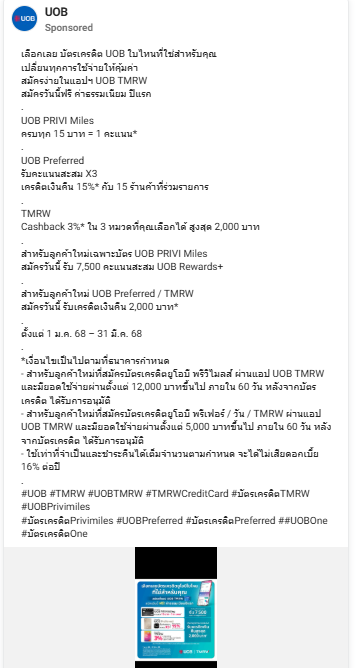 UOB
UOB
Sponsored
เลือกเลย บัตรเครดิต UOB ใบไหนที่ใช่สำหรับคุณ
เปลี่ยนทุกการใช้จ่ายให้คุ้มค่า
สมัครง่ายในแอปฯ UOB TMRW
สมัครวันนี้ฟรี ค่าธรรมเนียม ปีแรก
.
UOB PRIVI Miles
ครบทุก 15 บาท = 1 คะแนน*
.
UOB Preferred
รับคะแนนสะสม X3
เครดิตเงินคืน 15%* กับ 15 ร้านค้าที่ร่วมรายการ
.
TMRW
Cashback 3%* ใน 3 หมวดที่คุณเลือกได้ สูงสุด 2,000 บาท
.
สำหรับลูกค้าใหม่เฉพาะบัตร UOB PRIVI Miles
สมัครวันนี้ รับ 7,500 คะแนนสะสม UOB Rewards+
.
สำหรับลูกค้าใหม่ UOB Preferred / TMRW
สมัครวันนี้ รับเครดิตเงินคืน 2,000 บาท*
.
ตั้งแต่ 1 ม.ค. 68 – 31 มี.ค. 68
.
*เงื่อนไขเป็นไปตามที่ธนาคารกำหนด
- สำหรับลูกค้าใหม่ที่สมัครบัตรเครดิตยูโอบี พรีวิไมลส์ ผ่านแอป UOB TMRW
และมียอดใช้จ่ายผ่านตั้งแต่ 12,000 บาทขึ้นไป ภายใน 60 วัน หลังจากบัตร
เครดิต ได้รับการอนุมัติ
- สำหรับลูกค้าใหม่ที่สมัครบัตรเครดิตยูโอบี พรีเฟอร์ / วัน / TMRW ผ่านแอป
UOB TMRW และมียอดใช้จ่ายผ่านตั้งแต่ 5,000 บาทขึ้นไป ภายใน 60 วัน หลัง
จากบัตรเครดิต ได้รับการอนุมัติ
- ใช้เท่าที่จำเป็นและชำระคืนได้เต็มจำนวนตามกำหนด จะได้ไม่เสียดอกเบี้ย
16% ต่อปี
.
#UOB #TMRW #UOBTMRW #TMRWCreditCard #บัตรเครดิตTMRW
#UOBPrivimiles
#บัตรเครดิตPrivimiles #UOBPreferred #บัตรเครดิตPreferred ##UOBOne
#บัตรเครดิตOne
ที่ใช่สำหรับคุณ